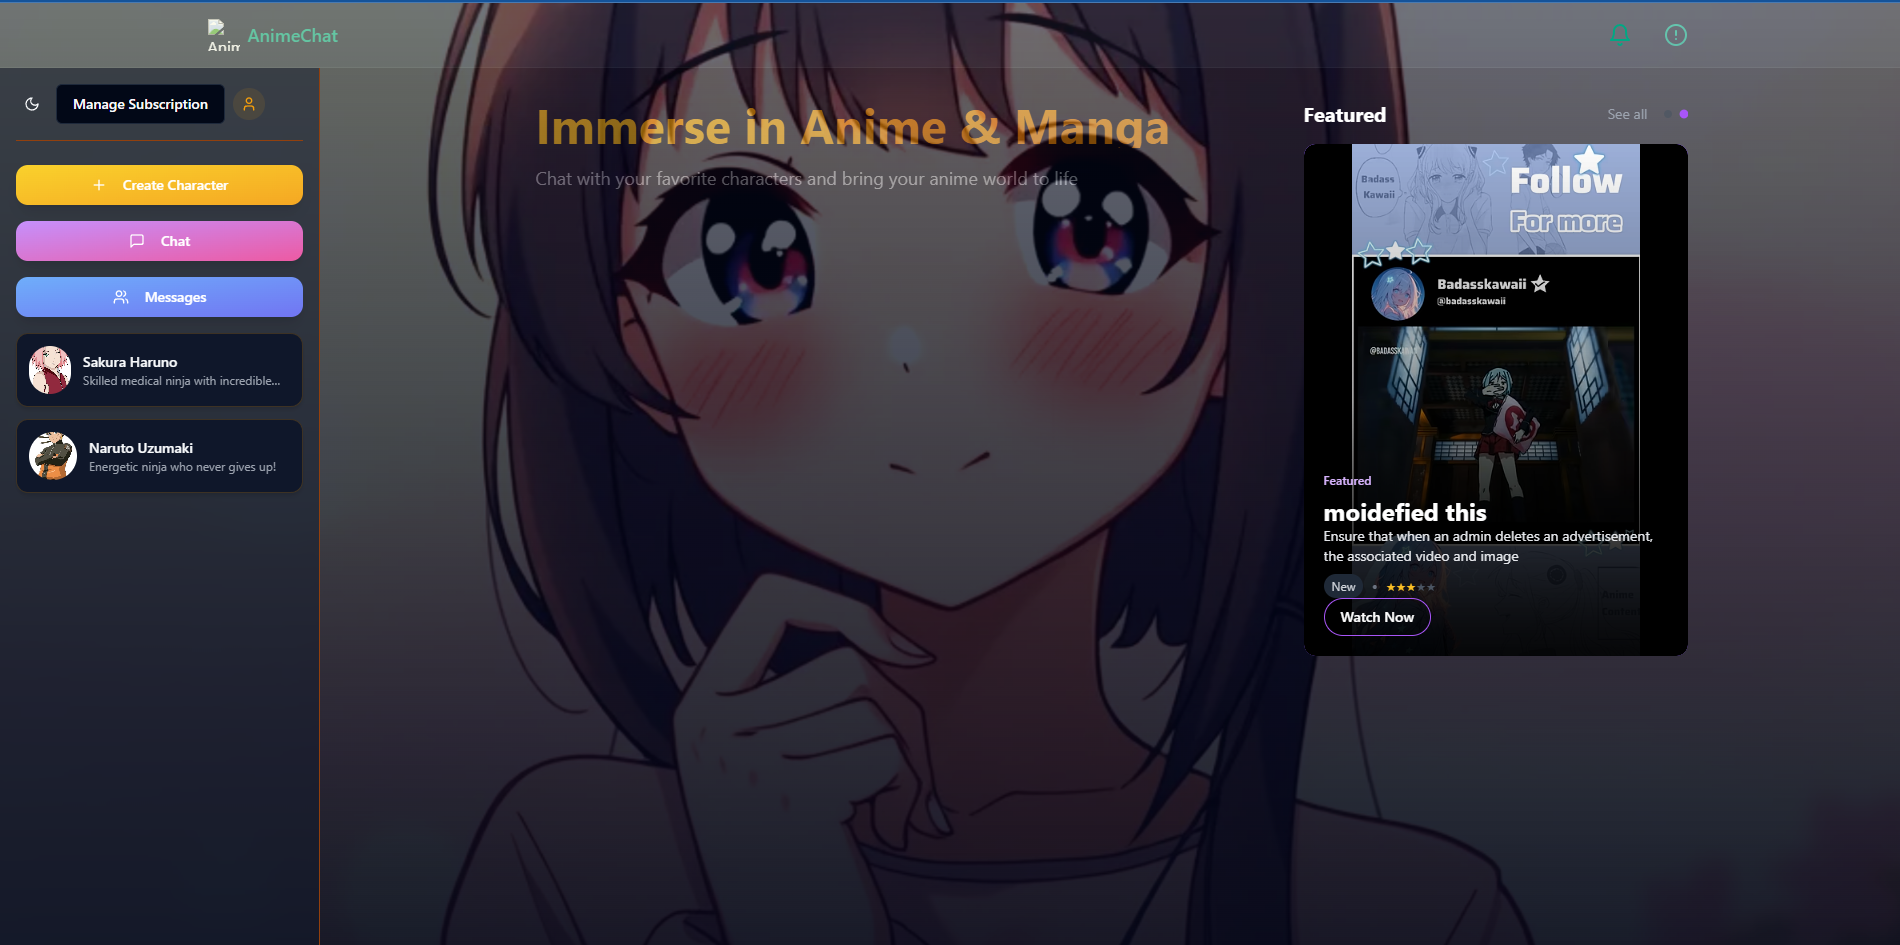 Anim
AnimeChat
Manage Subscription
Create Character
Chat
Messages
Sakura Haruno
Skilled medical ninja with incredible...
Naruto Uzumaki
Energetic ninja who never gives up!
Immerse in Anime & Manga
Chat with your favorite characters and bring your anime world to life
Featured
See all
Badass
Kawaii
Follow
For more
Badasskawaii
@badasskawaii
Featured
moidefied this
Ensure that when an admin deletes an advertisement,
the associated video and image
New
Anime
Watch Now